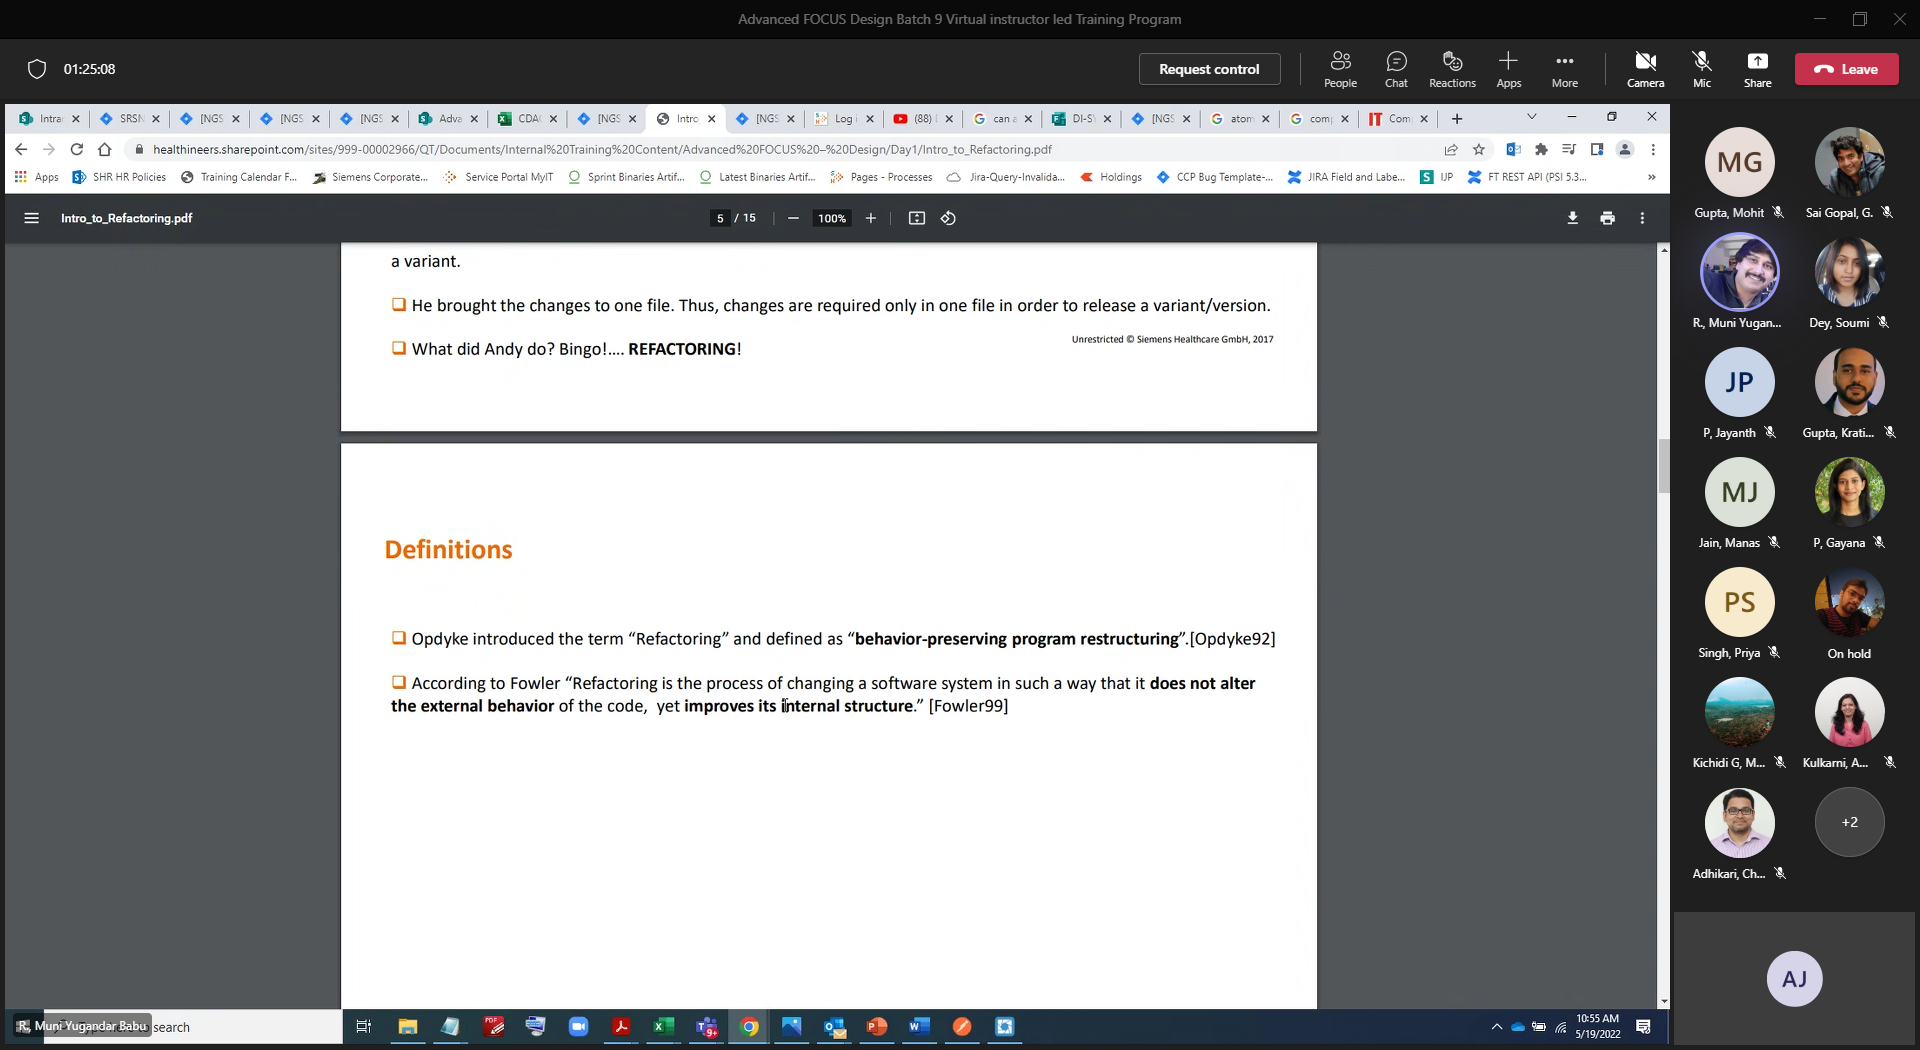 Advanced FOCUS Design Batch 9 Virtual instructor led Training Program
01:25:08
Request control
People
Chat
Reactions
Apps
More
Camera
Mic
Share
Leave
Intra
SRSN
[NGS
[NGS
[NGS
Adva
CDA
[NGS
Intro
[NGS
Log i
(88)
can a
DI-S
[NGS
atom
com
IT Com
healthineers.sharepoint.com/sites/999-00002966/QT/Documents/Internal%20Training%20Content/Advanced%20FOCUS%20–%20Design/Day1/Intro_to_Refactoring.pdf
Apps
SHR HR Policies
Training Calendar F...
Siemens Corporate...
Service Portal MyIT
Sprint Binaries Artif...
Latest Binaries Artif...
Pages - Processes
Jira-Query-Invalida...
Holdings
CCP Bug Template-...
JIRA Field and Labe...
IJP
FT REST API (PSI 5.3...
»
Intro_to_Refactoring.pdf
5 / 15
100%
a variant.
He brought the changes to one file. Thus, changes are required only in one file in order to release a variant/version.
Unrestricted © Siemens Healthcare GmbH, 2017
What did Andy do? Bingo!.... REFACTORING!
Definitions
Opdyke introduced the term “Refactoring” and defined as “behavior-preserving program restructuring”.[Opdyke92]
According to Fowler “Refactoring is the process of changing a software system in such a way that it does not alter
the external behavior of the code, yet improves its internal structure.” [Fowler99]
MG
Gupta, Mohit
Sai Gopal, G.
R., Muni Yugan...
Dey, Soumi
JP
P, Jayanth
Gupta, Krati...
MJ
Jain, Manas
P, Gayana
PS
Singh, Priya
On hold
Kichidi G, M...
Kulkarni, A...
Adhikari, Ch...
+2
AJ
R., Muni Yugandar Babu
search
10:55 AM
5/19/2022